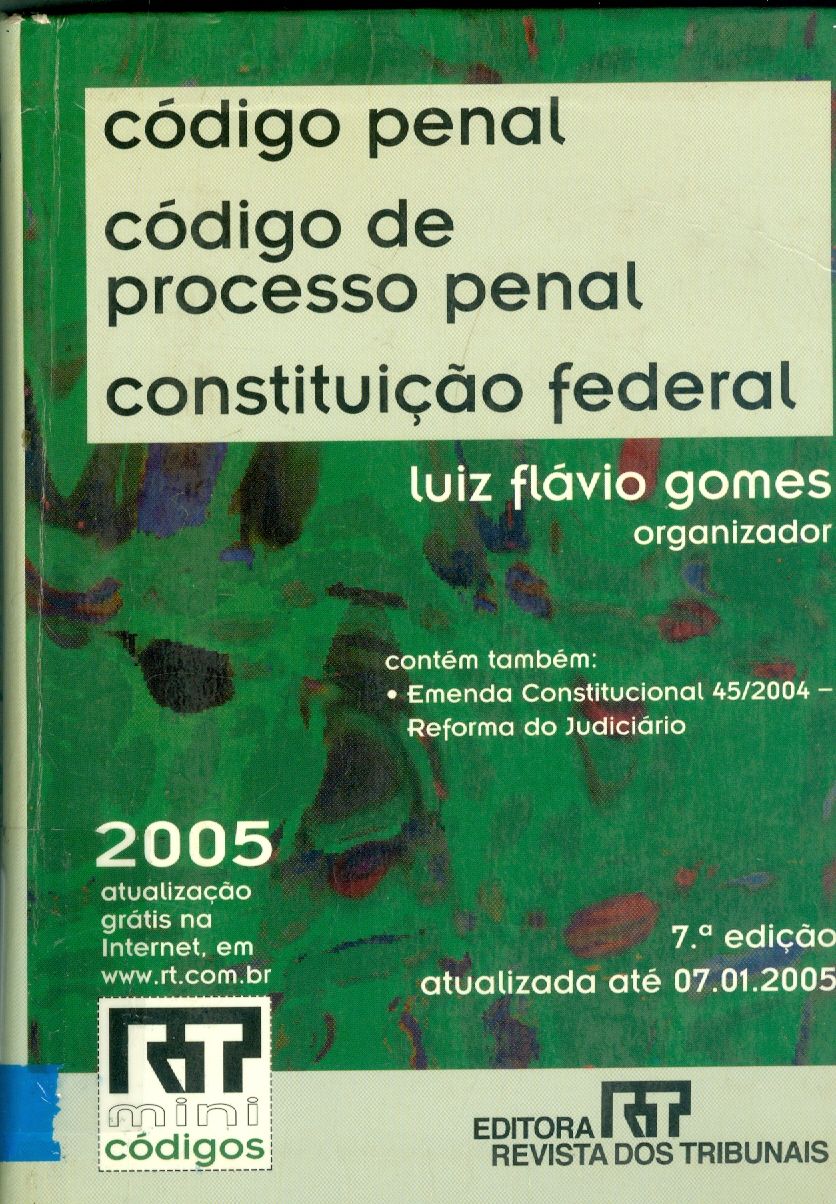 código penal
código de
processo penal
constituição federal
luiz flávio gomes
organizador
contém também:
• Emenda Constitucional 45/2004 –
Reforma do Judiciário
2005
atualização
grátis na
Internet, em
www.rt.com.br
7.ª edição
atualizada até 07.01.2005
RT
mini
códigos
EDITORA RT
REVISTA DOS TRIBUNAIS